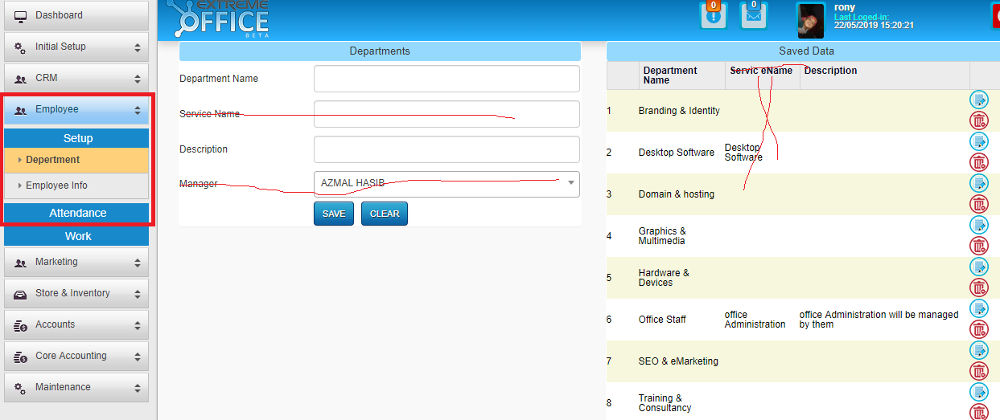 Dashboard
Initial Setup
CRM
Employee
Setup
Department
Employee Info
Attendance
Work
Marketing
Store & Inventory
Accounts
Core Accounting
Maintenance
EXTREME
OFFICE
BETA
0
0
rony
Last Loged-in:
22/05/2019 15:20:21
Departments
Department Name
Service Name
Description
Manager
AZMAL HASIB
SAVE CLEAR
Saved Data
Department Name Servic eName Description
1 Branding & Identity
2 Desktop Software Desktop Software
3 Domain & hosting
4 Graphics & Multimedia
5 Hardware & Devices
6 Office Staff office Administration office Administration will be managed by them
7 SEO & eMarketing
8 Training & Consultancy